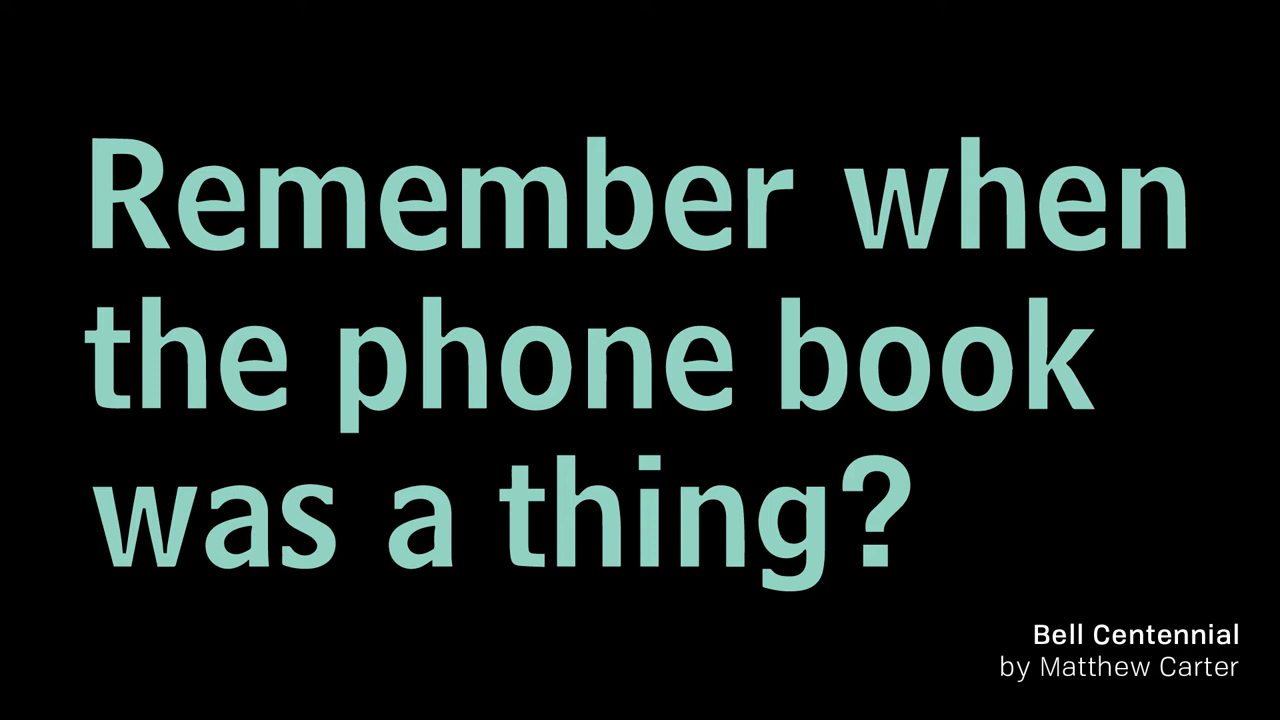 Remember when
the phone book
was a thing?
Bell Centennial
by Matthew Carter